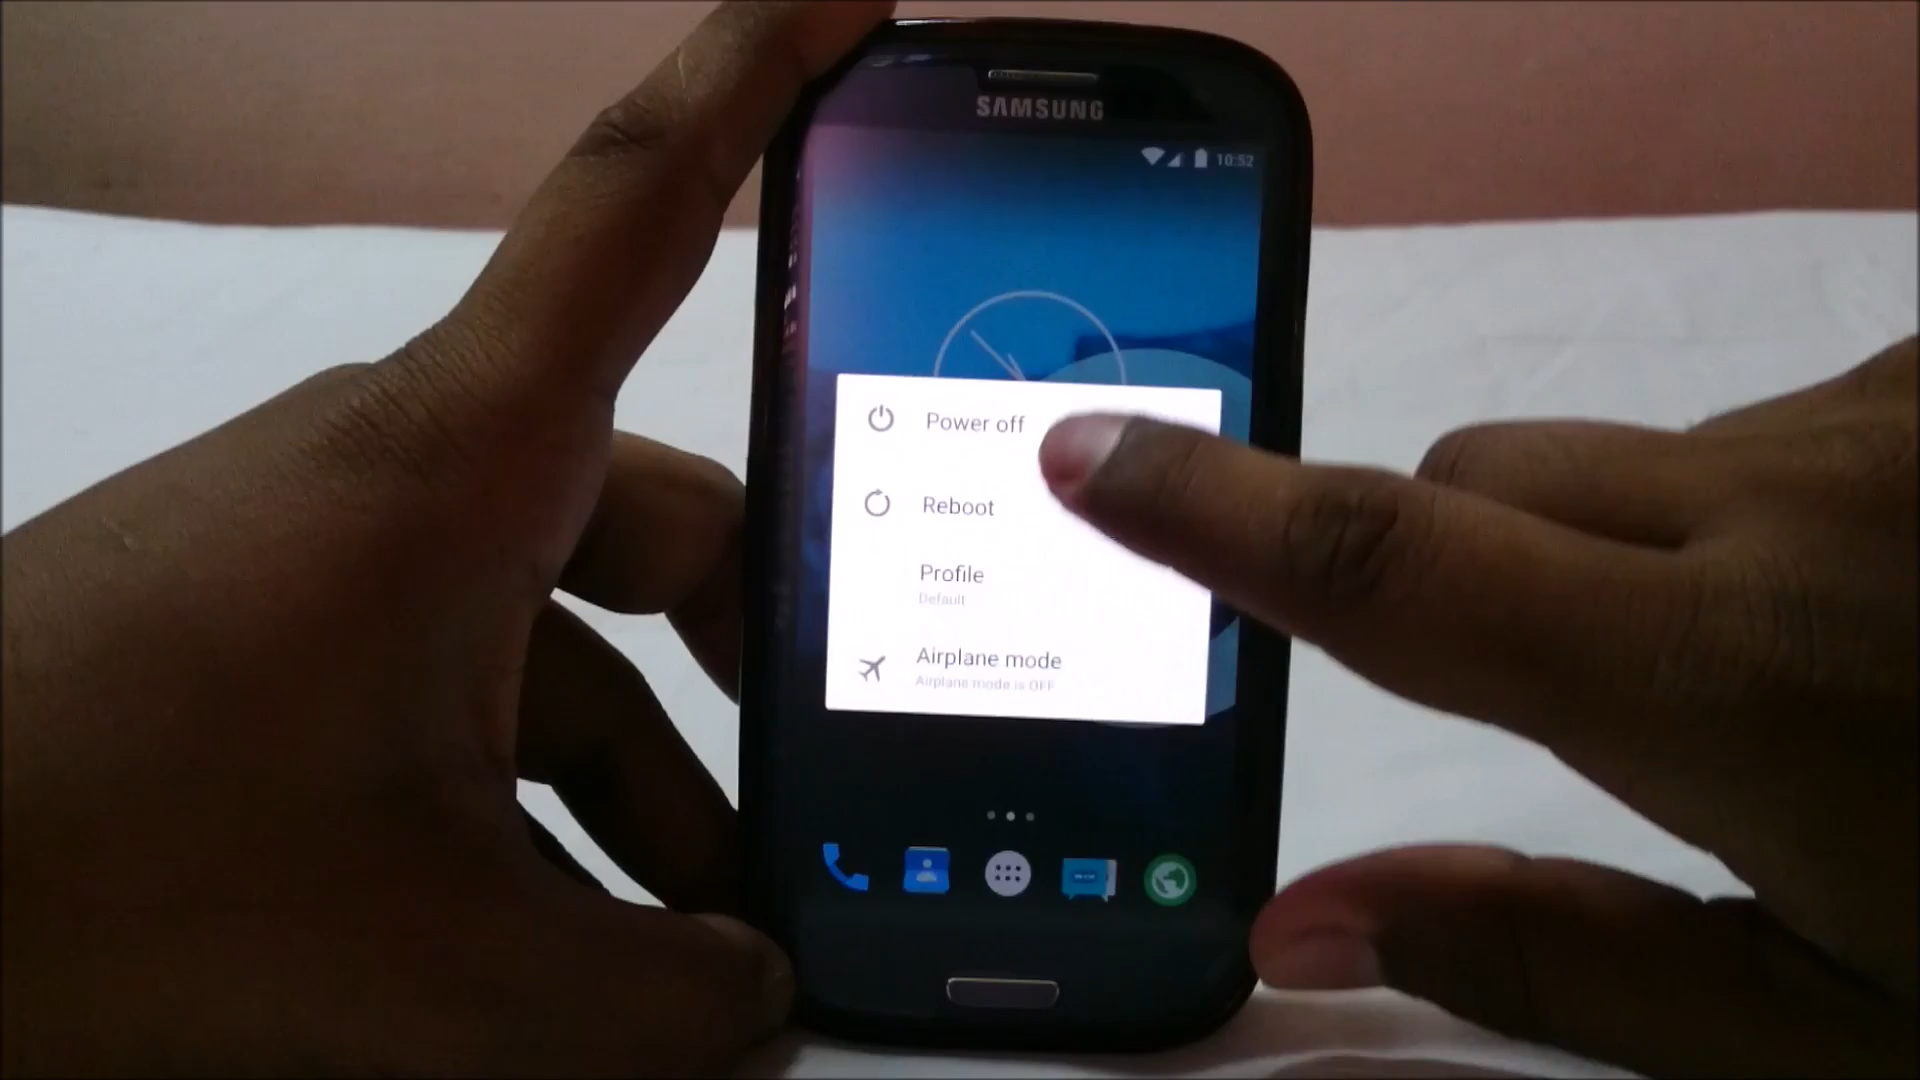 SAMSUNG
10:52
Power off
Reboot
Profile
Default
Airplane mode
Airplane mode is OFF